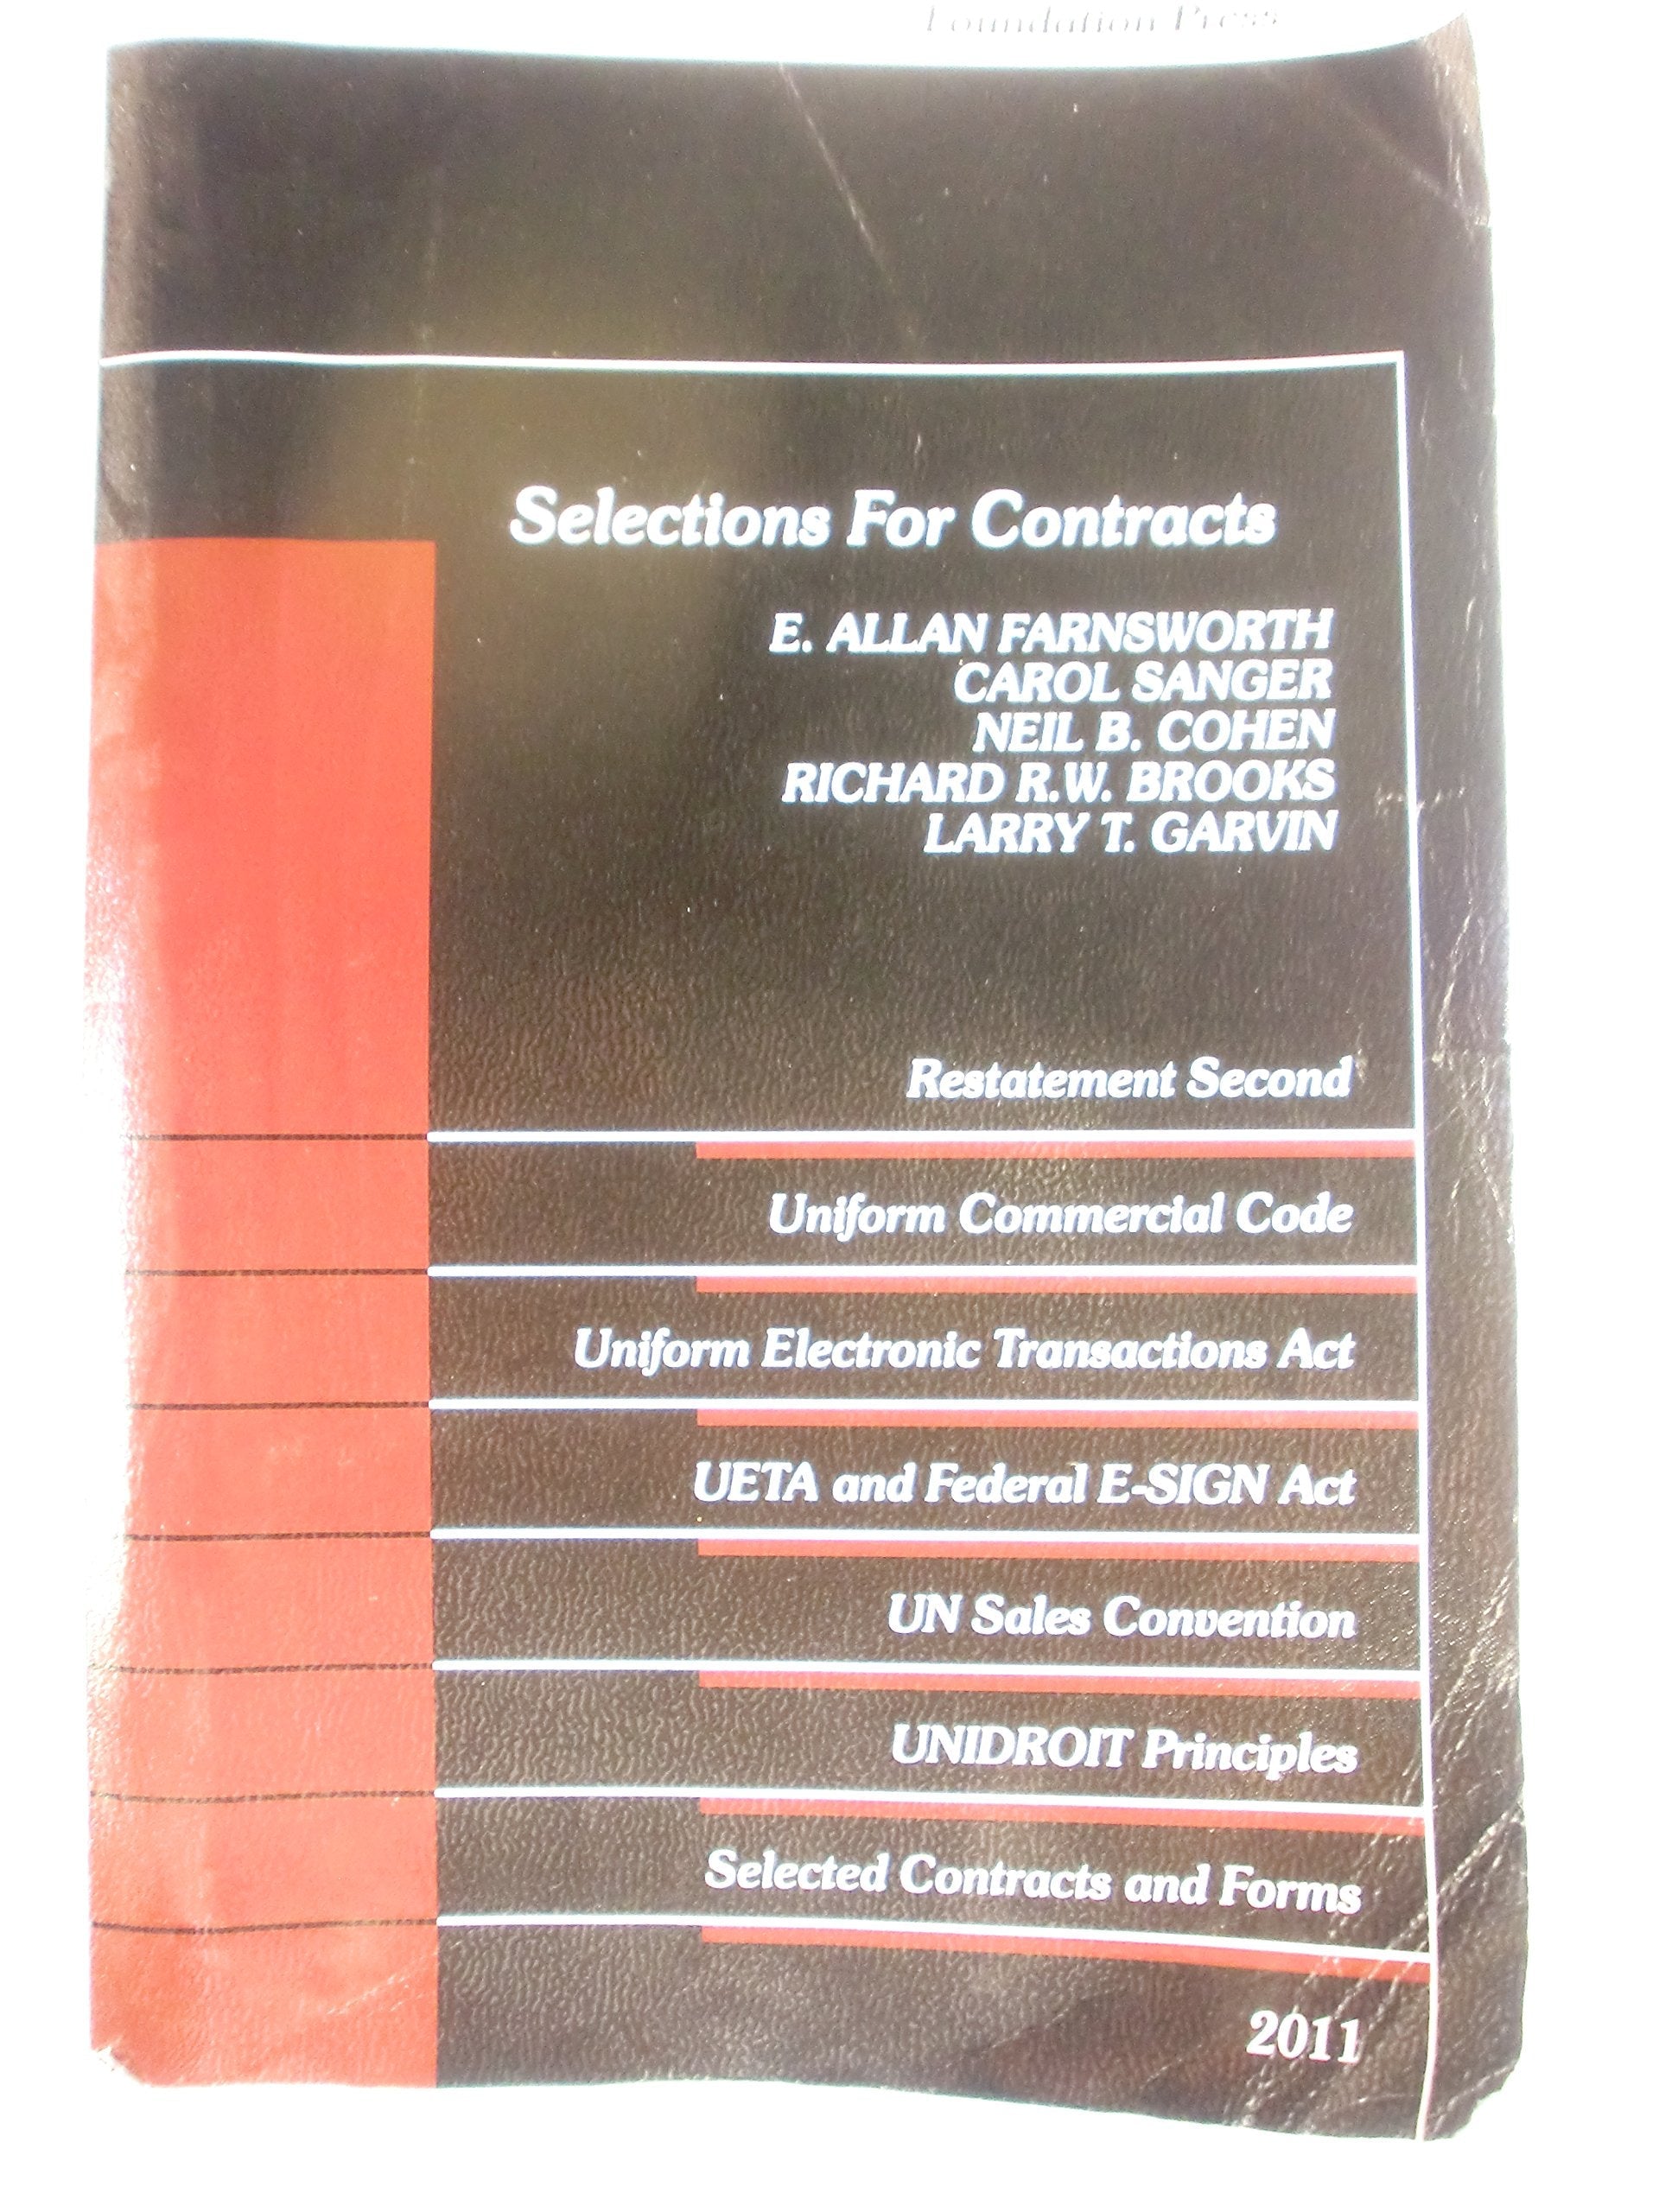 Foundation Press
Selections For Contracts
E. ALLAN FARNSWORTH
CAROL SANGER
NEIL B. COHEN
RICHARD R.W. BROOKS
LARRY T. GARVIN
Restatement Second
Uniform Commercial Code
Uniform Electronic Transactions Act
UETA and Federal E-SIGN Act
UN Sales Convention
UNIDROIT Principles
Selected Contracts and Forms
2011